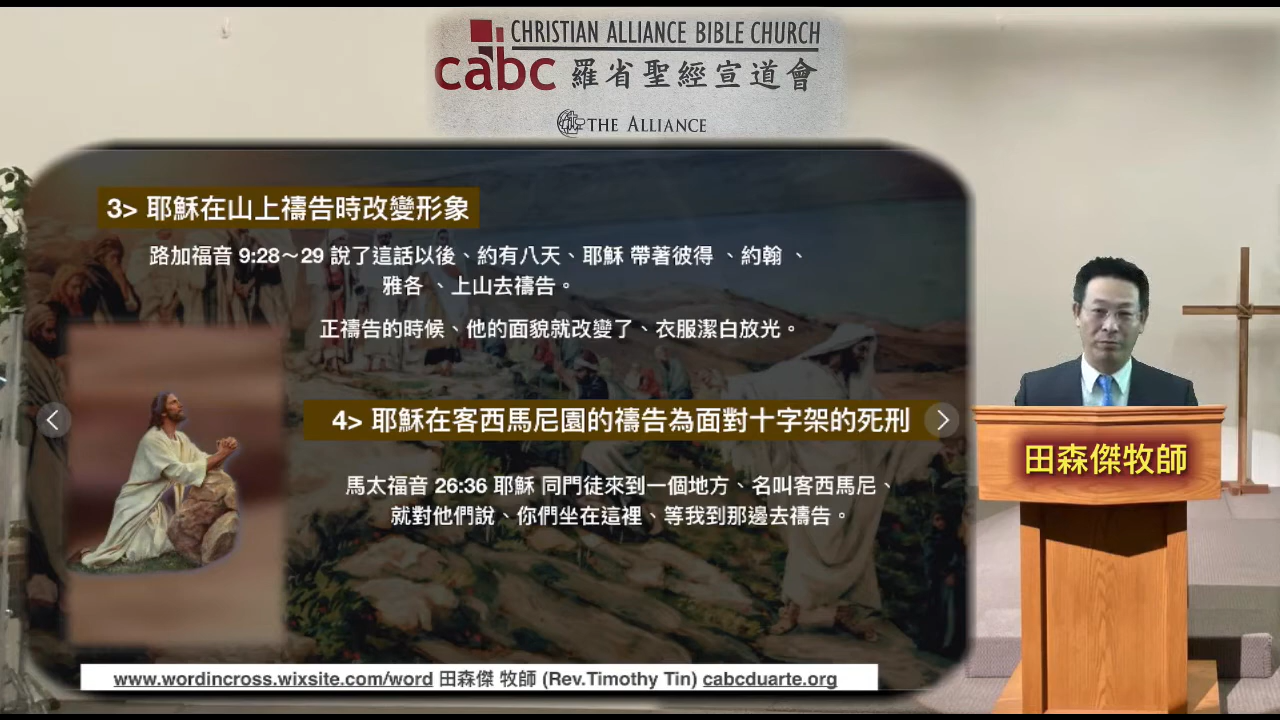 CHRISTIAN ALLIANCE BIBLE CHURCH
cabc 羅省聖經宣道會
THE ALLIANCE
3> 耶穌在山上禱告時改變形象
路加福音 9:28～29 說了這話以後、約有八天、耶穌 帶著彼得 、約翰 、
雅各 、上山去禱告。
正禱告的時候、他的面貌就改變了、衣服潔白放光。
4> 耶穌在客西馬尼園的禱告為面對十字架的死刑
馬太福音 26:36 耶穌 同門徒來到一個地方、名叫客西馬尼、
就對他們說、你們坐在這裡、等我到那邊去禱告。
田森傑牧師
www.wordincross.wixsite.com/word 田森傑 牧師 (Rev.Timothy Tin) cabcduarte.org